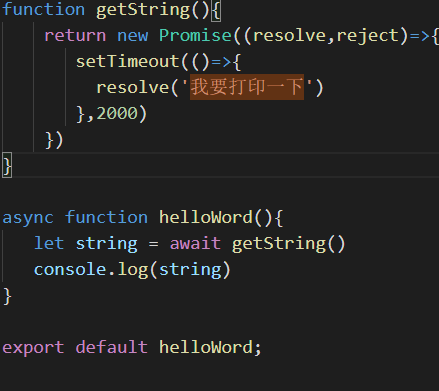 function getString(){
return new Promise((resolve,reject)=>{
setTimeout(()=>{
resolve('我要打印一下')
},2000)
})
}
async function helloWord(){
let string = await getString()
console.log(string)
}
export default helloWord;